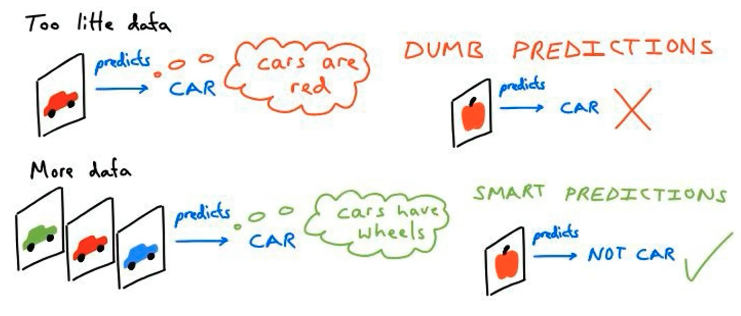 Too little data
predicts
CAR
cars are
red
DUMB PREDICTIONS
predicts
CAR
More data
predicts
CAR
cars have
wheels
SMART PREDICTIONS
predicts
NOT CAR